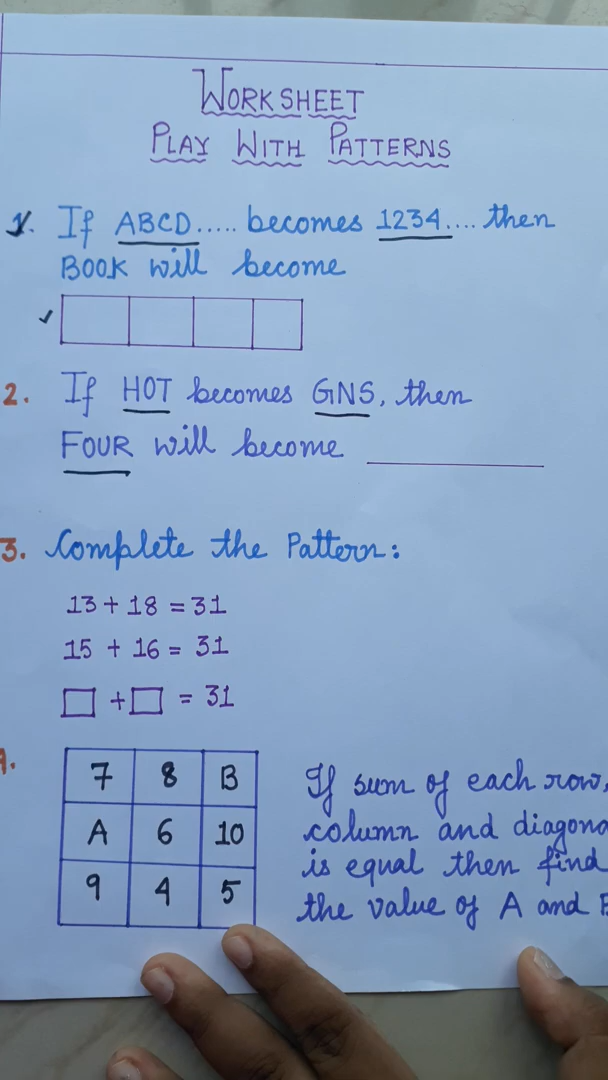 WORKSHEET
PLAY WITH PATTERNS
1. If ABCD..... becomes 1234.... then
BOOK will become
2. If HOT becomes GNS, then
FOUR will become
3. Complete the Pattern:
13 + 18 = 31
15 + 16 = 31
□ + □ = 31
7 8 B
A 6 10
9 4 5
If sum of each row,
column and
is equal then find
the value of A and